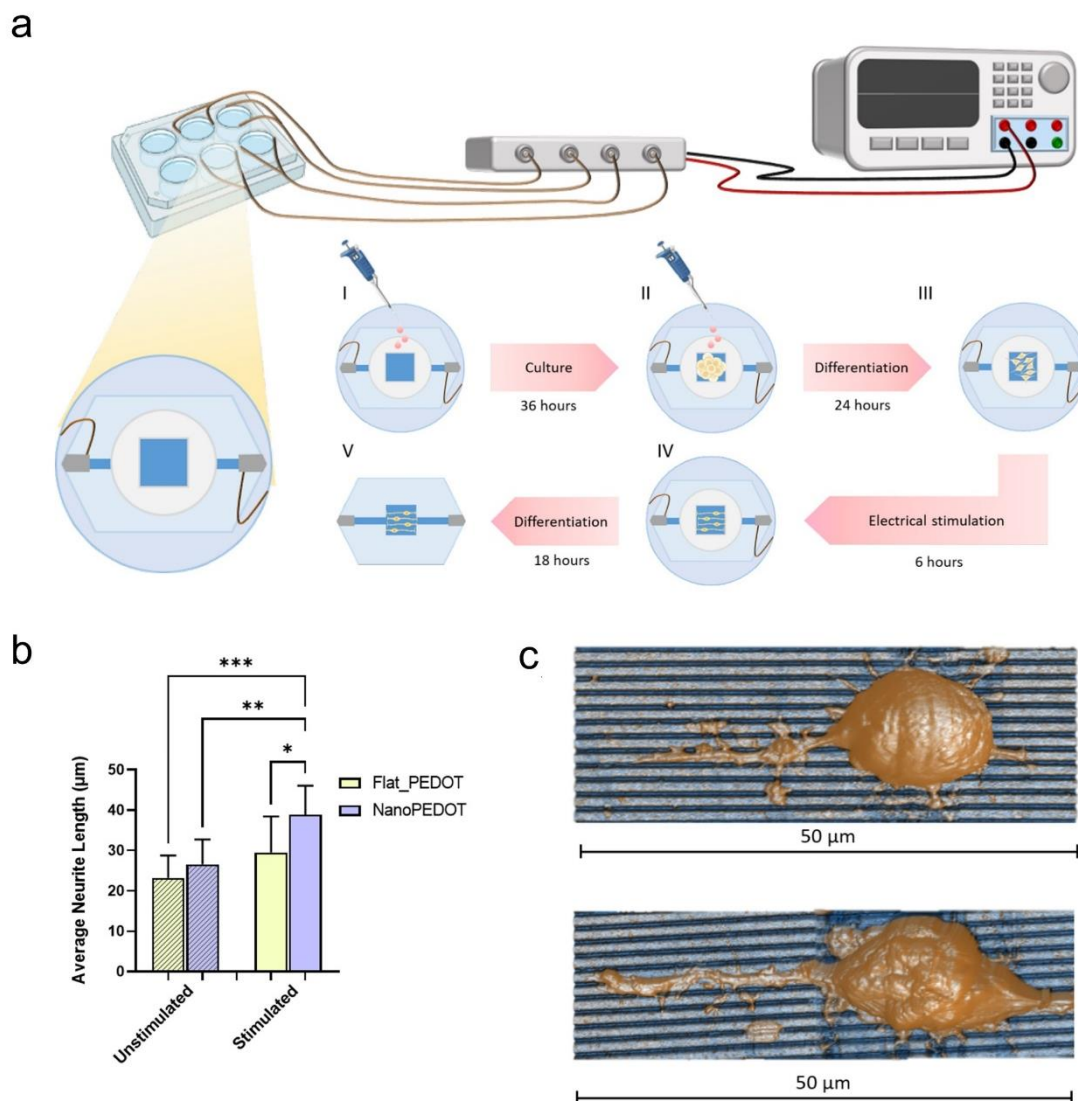 a
I
II
III
Culture
36 hours
Differentiation
24 hours
V
IV
Differentiation
18 hours
Electrical stimulation
6 hours
b
***
**
*
Flat_PEDOT
NanoPEDOT
Average Neurite Length (µm)
50
40
30
20
10
0
Unstimulated
Stimulated
c
50 µm
50 µm